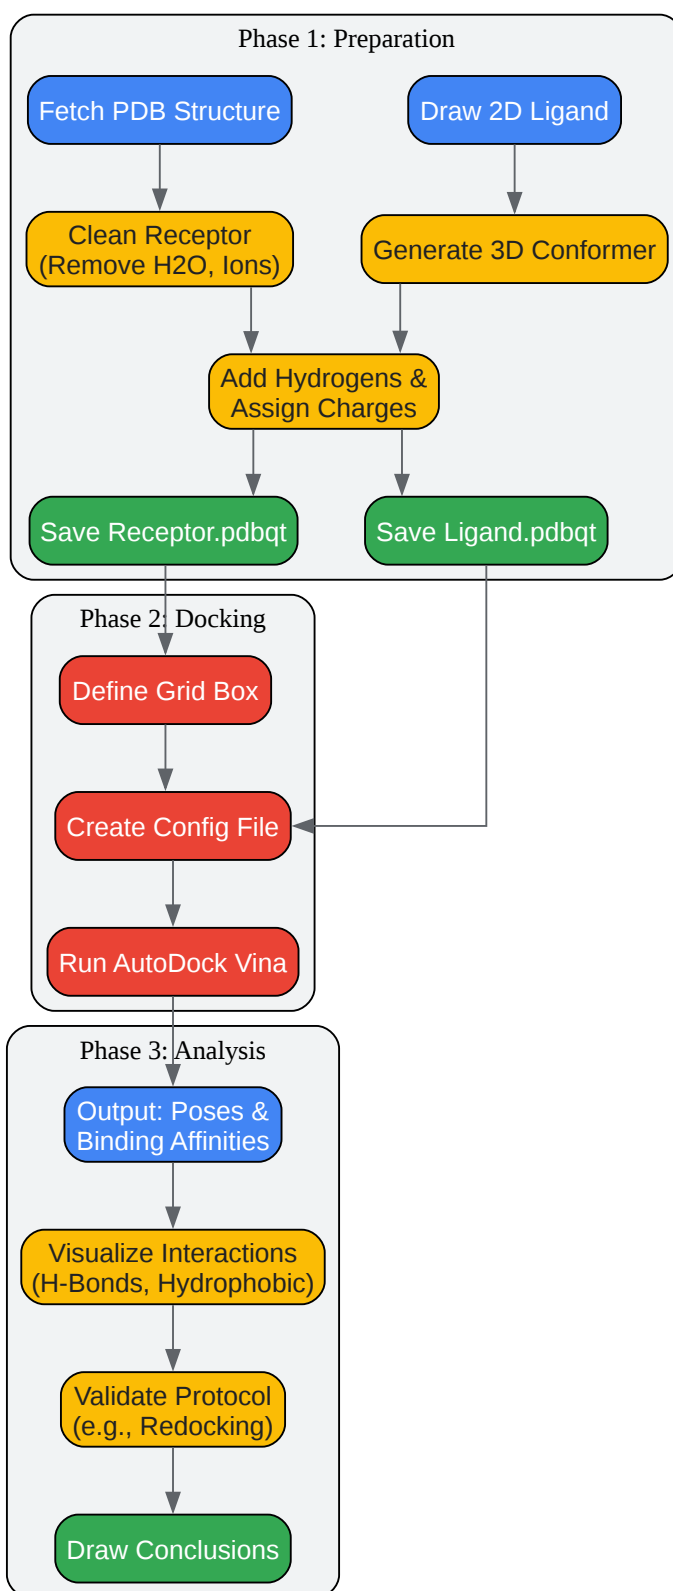 Phase 1: Preparation
Fetch PDB Structure
Draw 2D Ligand
Clean Receptor
(Remove H2O, Ions)
Generate 3D Conformer
Add Hydrogens &
Assign Charges
Save Receptor.pdbqt
Save Ligand.pdbqt
Phase 2: Docking
Define Grid Box
Create Config File
Run AutoDock Vina
Phase 3: Analysis
Output: Poses &
Binding Affinities
Visualize Interactions
(H-Bonds, Hydrophobic)
Validate Protocol
(e.g., Redocking)
Draw Conclusions